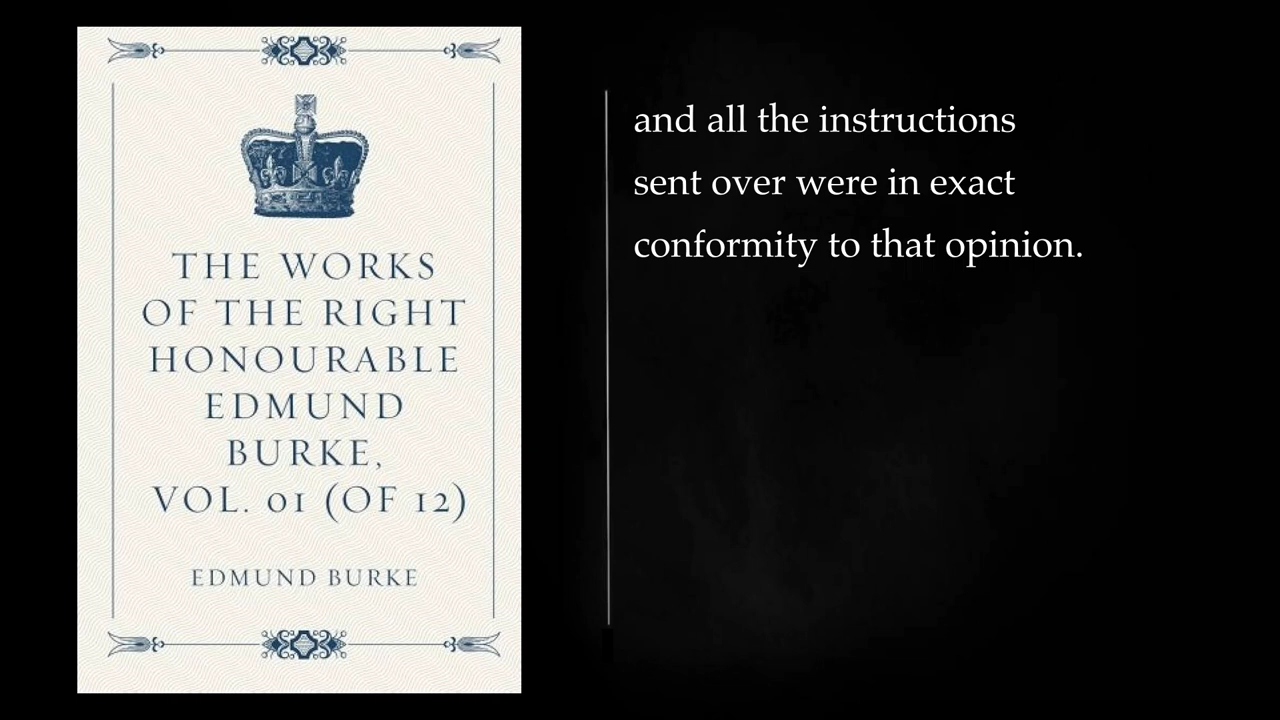 THE WORKS
OF THE RIGHT
HONOURABLE
EDMUND
BURKE,
VOL. 01 (OF 12)
EDMUND BURKE
and all the instructions
sent over were in exact
conformity to that opinion.